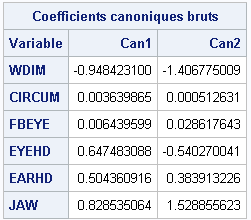 Coefficients canoniques bruts
Variable Can1 Can2
WDIM -0.948423100 -1.406775009
CIRCUM 0.003639865 0.000512631
FBEYE 0.006439599 0.028617643
EYEHD 0.647483088 -0.540270041
EARHD 0.504360916 0.383913226
JAW 0.828535064 1.528855623